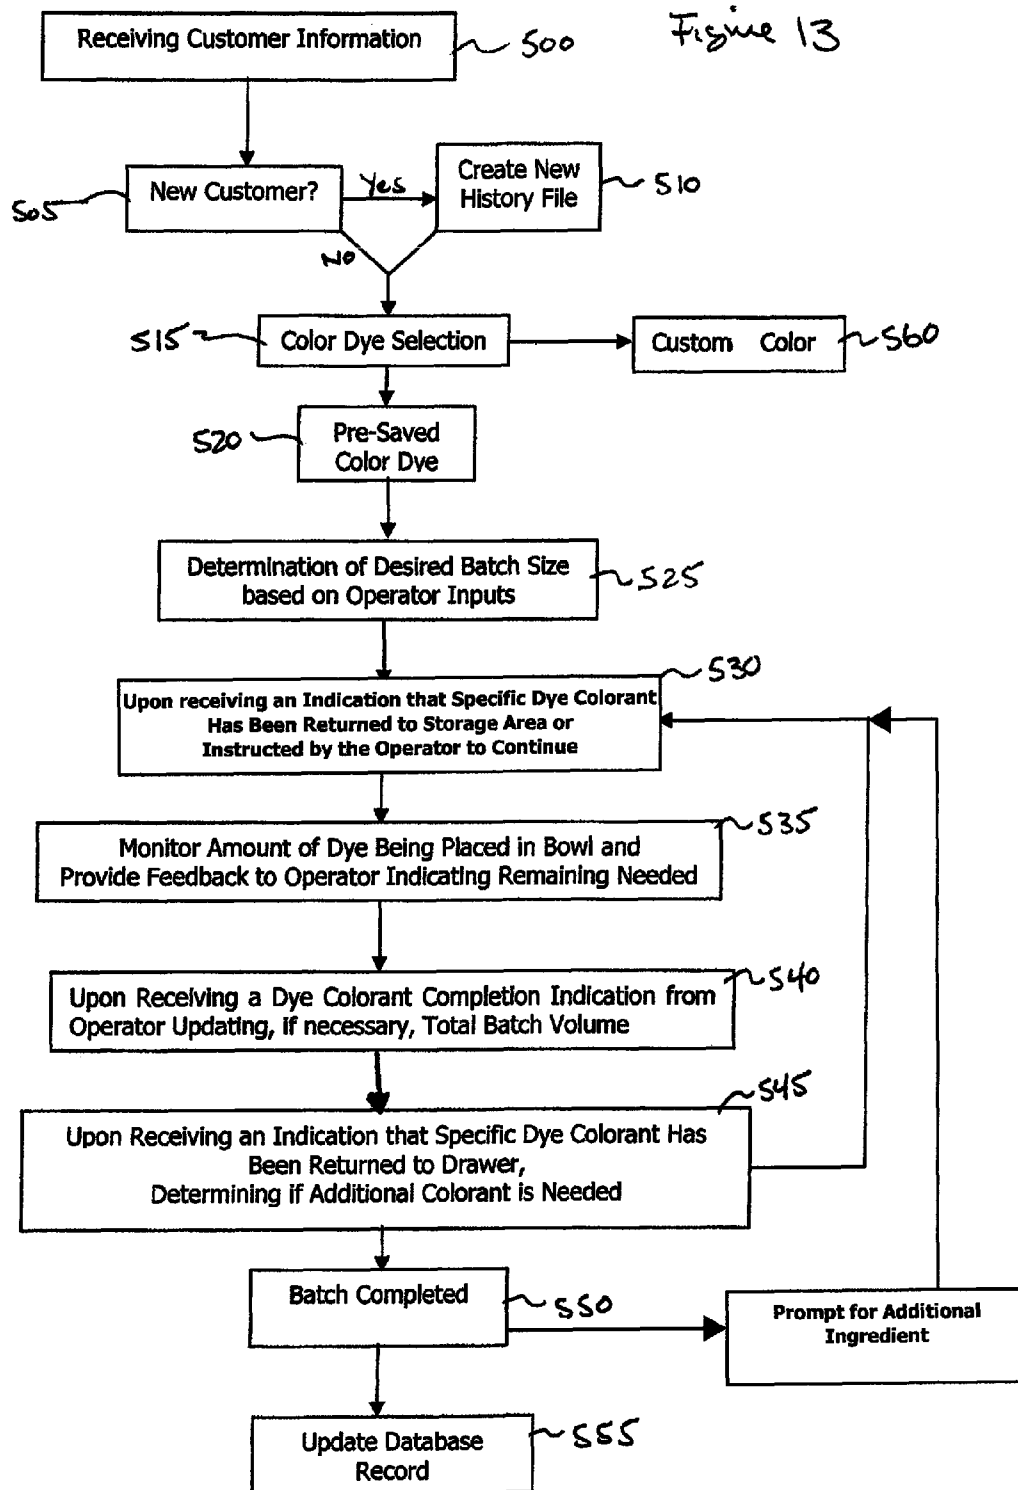 Figure 13
Receiving Customer Information
500
New Customer?
505
Yes
Create New
History File
510
No
515
Color Dye Selection
Custom Color
560
520
Pre-Saved
Color Dye
Determination of Desired Batch Size
based on Operator Inputs
525
530
Upon receiving an Indication that Specific Dye Colorant
Has Been Returned to Storage Area or
Instructed by the Operator to Continue
535
Monitor Amount of Dye Being Placed in Bowl and
Provide Feedback to Operator Indicating Remaining Needed
540
Upon Receiving a Dye Colorant Completion Indication from
Operator Updating, if necessary, Total Batch Volume
545
Upon Receiving an Indication that Specific Dye Colorant Has
Been Returned to Drawer,
Determining if Additional Colorant is Needed
Batch Completed
550
Prompt for Additional
Ingredient
Update Database
Record
555